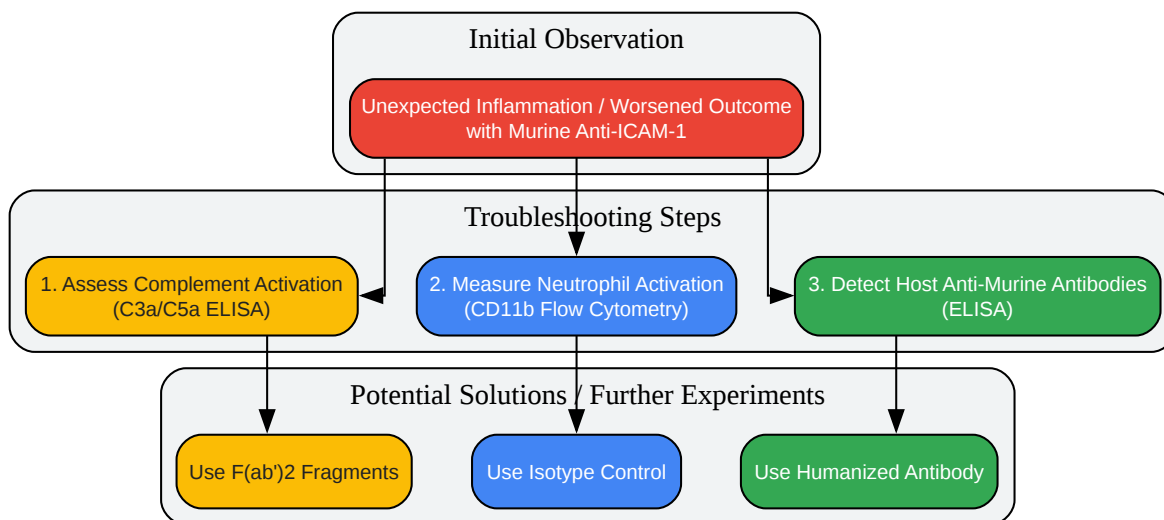 Initial Observation
Unexpected Inflammation / Worsened Outcome
with Murine Anti-ICAM-1
Troubleshooting Steps
1. Assess Complement Activation
(C3a/C5a ELISA)
2. Measure Neutrophil Activation
(CD11b Flow Cytometry)
3. Detect Host Anti-Murine Antibodies
(ELISA)
Potential Solutions / Further Experiments
Use F(ab')2 Fragments
Use Isotype Control
Use Humanized Antibody